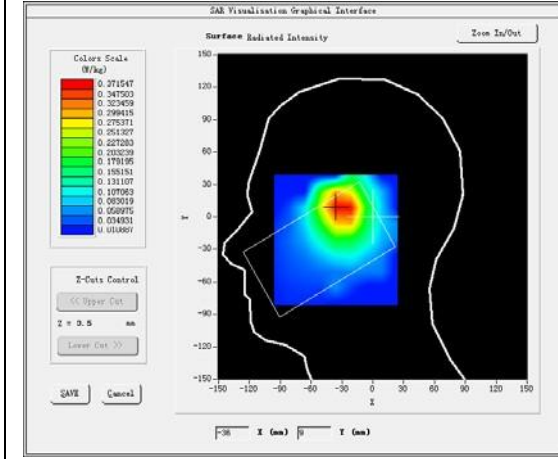 SAR Visualisation Graphical Interface
Surface Radiated Intensity
Zoom In/Out
Colors Scale
(W/kg)
0.371547
0.347503
0.323459
0.299415
0.275371
0.251327
0.227283
0.203239
0.179195
0.155151
0.131107
0.107063
0.083019
0.058975
0.034931
0.010887
150
120
90
60
30
0
-30
-60
-90
-120
-150
Y
-150 -120 -90 -60 -30 0 30 60 90 120 150
X
Z-Cuts Control
<< Upper Cut
Z = 0.5 mm
Lower Cut >>
SAVE Cancel
-36 X (mm) 9 Y (mm)